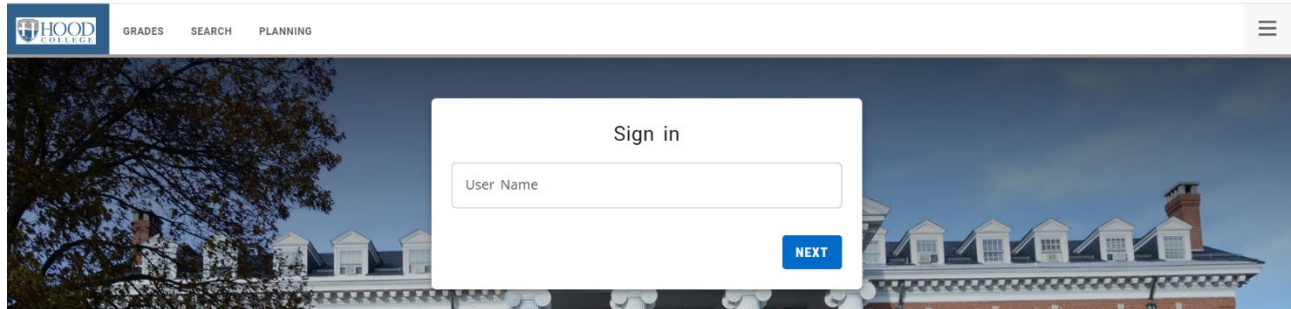 HOOD
COLLEGE
GRADES SEARCH PLANNING
Sign in
User Name
NEXT